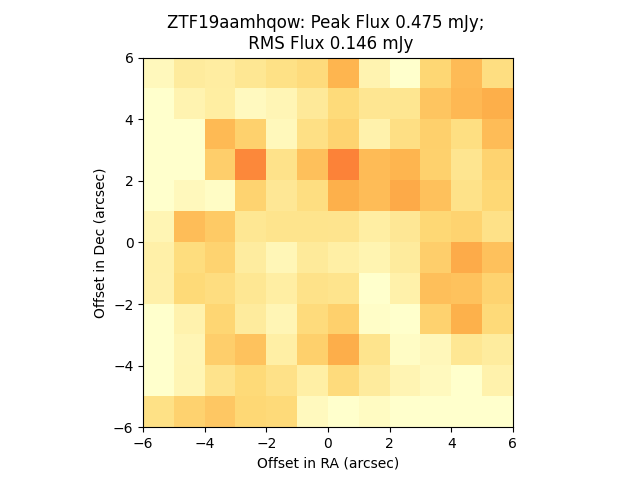 ZTF19aamhqow: Peak Flux 0.475 mJy;
RMS Flux 0.146 mJy
6
4
2
0
−2
−4
−6
Offset in Dec (arcsec)
−6 −4 −2 0 2 4 6
Offset in RA (arcsec)